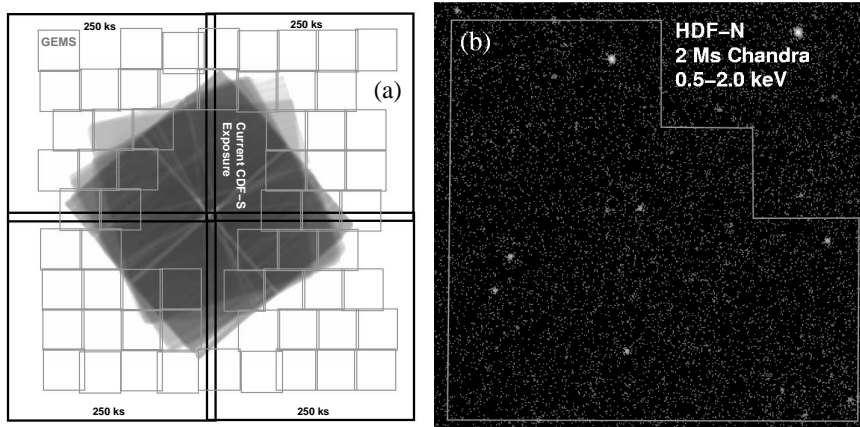 250 ks
250 ks
GEMS
(a)
Current CDF–S
Exposure
250 ks
250 ks
(b)
HDF–N
2 Ms Chandra
0.5–2.0 keV